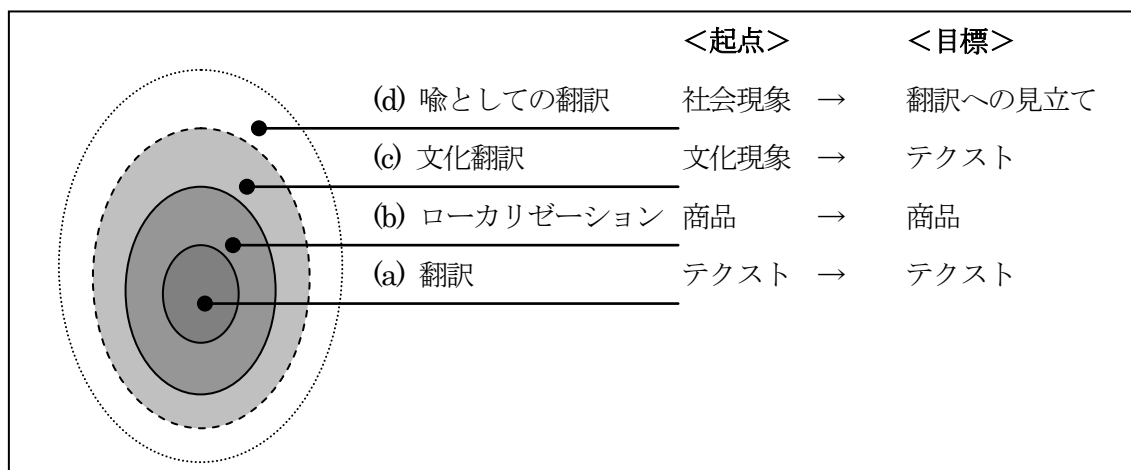 ＜起点＞ ＜目標＞
(d) 喩としての翻訳 社会現象 → 翻訳への見立て
(c) 文化翻訳 文化現象 → テクスト
(b) ローカリゼーション 商品 → 商品
(a) 翻訳 テクスト → テクスト